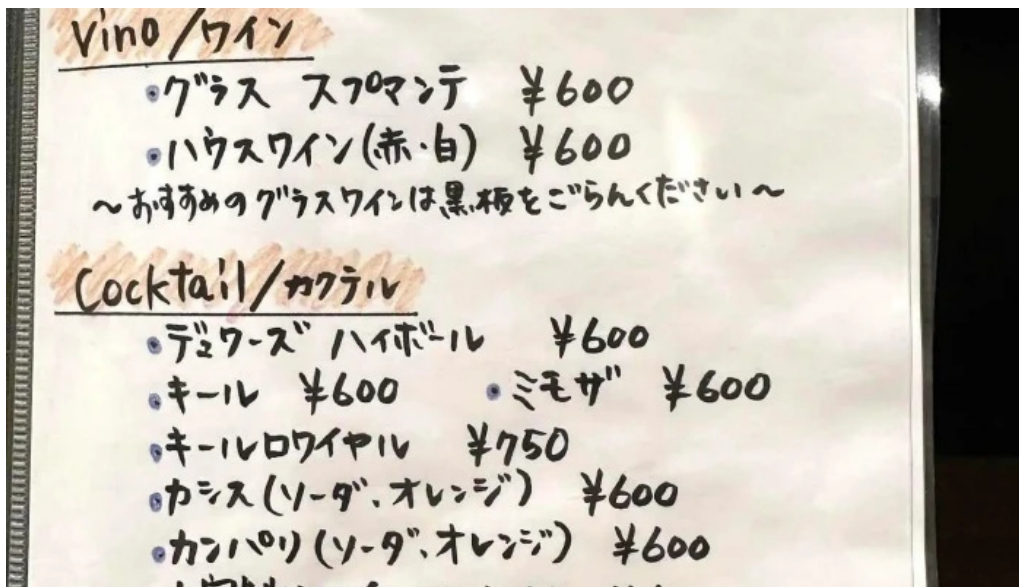 Vino/ワイン
・グラス スプマンテ ¥600
・ハウスワイン(赤・白) ¥600
～おすすめのグラスワインは黒板をごらんください～
Cocktail/カクテル
・デュワーズ ハイボール ¥600
・キール ¥600 ・ミモザ ¥600
・キールロワイヤル ¥750
・カシス(ソーダ、オレンジ) ¥600
・カンパリ(ソーダ、オレンジ) ¥600